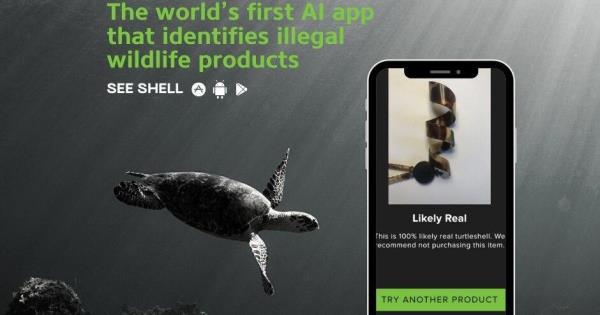 The world's first AI app
that identifies illegal
wildlife products
SEE SHELL
Likely Real
This is 100% likely real turtleshell. We
recommend not purchasing this item.
TRY ANOTHER PRODUCT